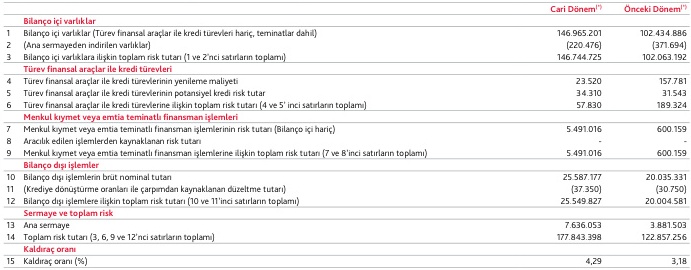 Cari Dönem(*) Önceki Dönem(*)
Bilanço içi varlıklar
1 Bilanço içi varlıklar (Türev finansal araçlar ile kredi türevleri hariç, teminatlar dahil) 146.965.201 102.434.886
2 (Ana sermayeden indirilen varlıklar) (220.476) (371.694)
3 Bilanço içi varlıklara ilişkin toplam risk tutarı (1 ve 2'nci satırların toplamı) 146.744.725 102.063.192
Türev finansal araçlar ile kredi türevleri
4 Türev finansal araçlar ile kredi türevlerinin yenileme maliyeti 23.520 157.781
5 Türev finansal araçlar ile kredi türevlerinin potansiyel kredi risk tutar 34.310 31.543
6 Türev finansal araçlar ile kredi türevlerine ilişkin toplam risk tutarı (4 ve 5' inci satırların toplamı) 57.830 189.324
Menkul kıymet veya emtia teminatlı finansman işlemleri
7 Menkul kıymet veya emtia teminatlı finansman işlemlerinin risk tutarı (Bilanço içi hariç) 5.491.016 600.159
8 Aracılık edilen işlemlerden kaynaklanan risk tutarı - -
9 Menkul kıymet veya emtia teminatlı finansman işlemlerine ilişkin toplam risk tutarı (7 ve 8'inci satırların toplamı) 5.491.016 600.159
Bilanço dışı işlemler
10 Bilanço dışı işlemlerin brüt nominal tutarı 25.587.177 20.035.331
11 (Krediye dönüştürme oranları ile çarpımdan kaynaklanan düzeltme tutarı) (37.350) (30.750)
12 Bilanço dışı işlemlere ilişkin toplam risk tutarı (10 ve 11'inci satırların toplamı) 25.549.827 20.004.581
Sermaye ve toplam risk
13 Ana sermaye 7.636.053 3.881.503
14 Toplam risk tutarı (3, 6, 9 ve 12'nci satırların toplamı) 177.843.398 122.857.256
Kaldıraç oranı
15 Kaldıraç oranı (%) 4,29 3,18